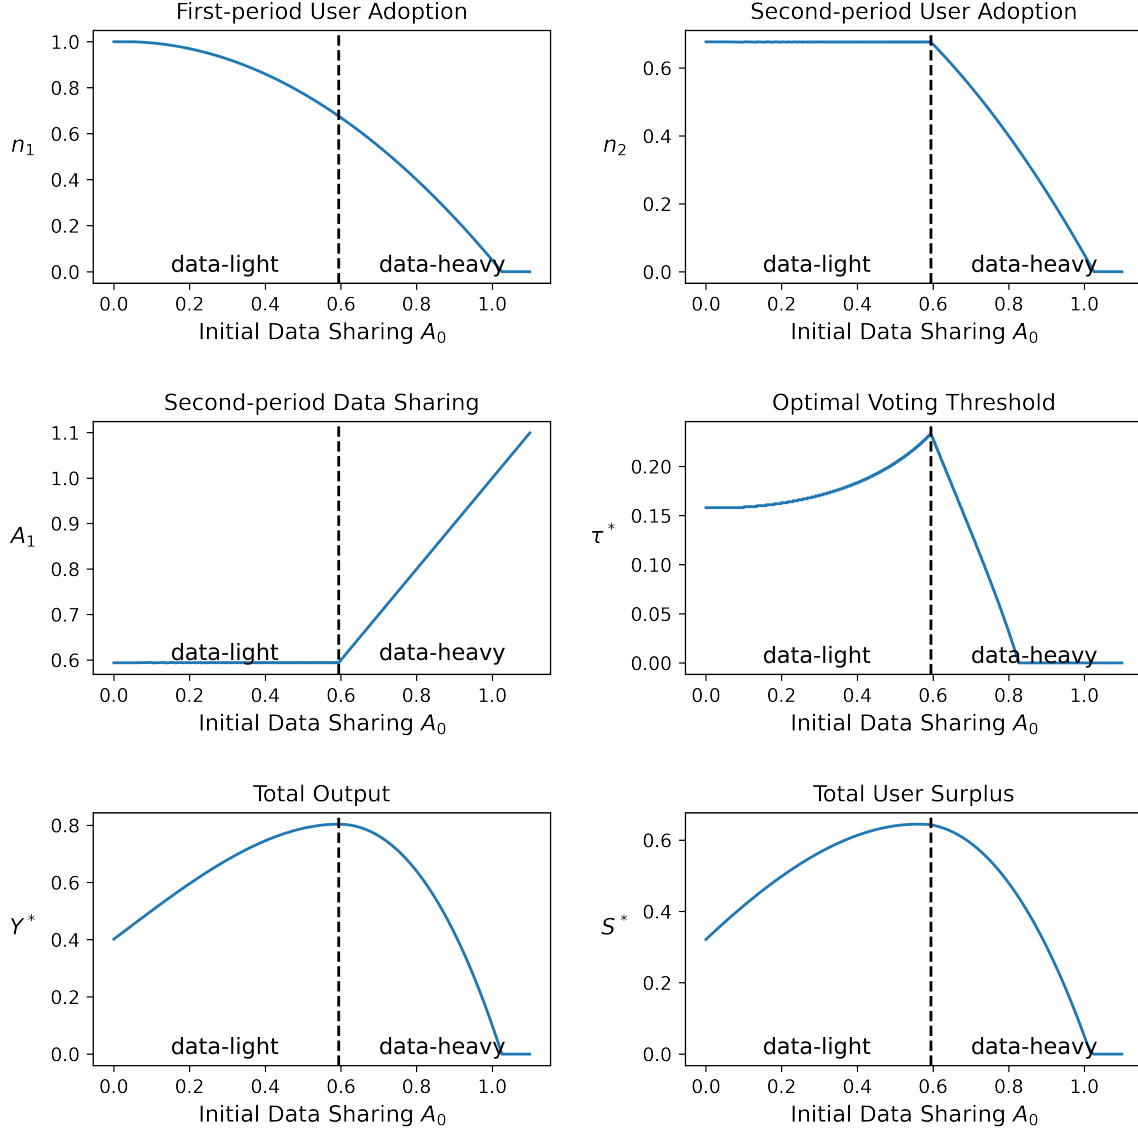 First-period User Adoption
1.0
0.8
0.6
0.4
0.2
0.0
n₁
data-light
data-heavy
0.0 0.2 0.4 0.6 0.8 1.0
Initial Data Sharing A₀
Second-period User Adoption
0.6
0.4
0.2
0.0
n₂
data-light
data-heavy
0.0 0.2 0.4 0.6 0.8 1.0
Initial Data Sharing A₀
Second-period Data Sharing
1.1
1.0
0.9
0.8
0.7
0.6
A₁
data-light
data-heavy
0.0 0.2 0.4 0.6 0.8 1.0
Initial Data Sharing A₀
Optimal Voting Threshold
0.20
0.15
0.10
0.05
0.00
τ*
data-light
data-heavy
0.0 0.2 0.4 0.6 0.8 1.0
Initial Data Sharing A₀
Total Output
0.8
0.6
0.4
0.2
0.0
Y*
data-light
data-heavy
0.0 0.2 0.4 0.6 0.8 1.0
Initial Data Sharing A₀
Total User Surplus
0.6
0.4
0.2
0.0
S*
data-light
data-heavy
0.0 0.2 0.4 0.6 0.8 1.0
Initial Data Sharing A₀